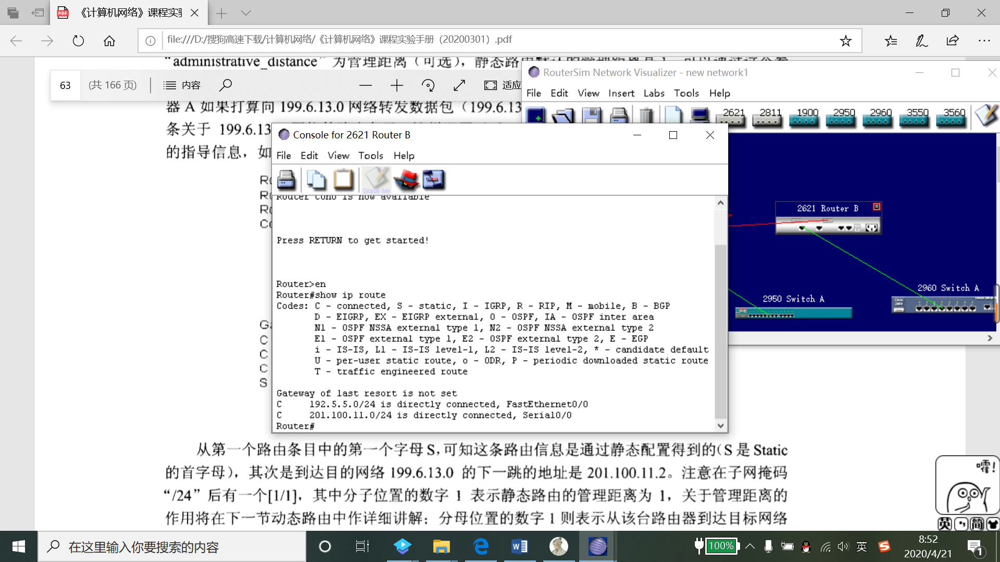 《计算机网络》课程实验
file:///D:/搜狗高速下载/计算机网络/《计算机网络》课程实验手册（20200301）.pdf
“administrative_distance” 为管理距离（可选），静态路由
63
(共 166 页)
内容
适应
器 A 如果打算向 199.6.13.0 网络转发数据包（199.6.13
条关于 199.6.13
的指导信息，如
RouterSim Network Visualizer - new network1
File Edit View Insert Labs Tools Help
2621 2811 1900 2950 2960 3550 3560
Console for 2621 Router B
File Edit View Tools Help
Grade Me
Router con0 is now available
Press RETURN to get started!
Router>en
Router#show ip route
Codes: C - connected, S - static, I - IGRP, R - RIP, M - mobile, B - BGP
D - EIGRP, EX - EIGRP external, O - OSPF, IA - OSPF inter area
N1 - OSPF NSSA external type 1, N2 - OSPF NSSA external type 2
E1 - OSPF external type 1, E2 - OSPF external type 2, E - EGP
i - IS-IS, L1 - IS-IS level-1, L2 - IS-IS level-2, * - candidate default
U - per-user static route, o - ODR, P - periodic downloaded static route
T - traffic engineered route
Gateway of last resort is not set
C 192.5.5.0/24 is directly connected, FastEthernet0/0
C 201.100.11.0/24 is directly connected, Serial0/0
Router#
Ro
Ro
Ro
Co
Ga
C
C
C
S
2621 Router B
2950 Switch A
2960 Switch A
从第一个路由条目中的第一个字母 S，可知这条路由信息是通过静态配置得到的（S 是 Static
的首字母），其次是到达目的网络 199.6.13.0 的下一跳的地址是 201.100.11.2。注意在子网掩码
“/24” 后有一个[1/1]，其中分子位置的数字 1 表示静态路由的管理距离为 1，关于管理距离的
作用将在下一节动态路由中作详细讲解；分母位置的数字 1 则表示从该台路由器到达目标网络
嚯!
英 简
在这里输入你要搜索的内容
100%
英
8:52
2020/4/21
1